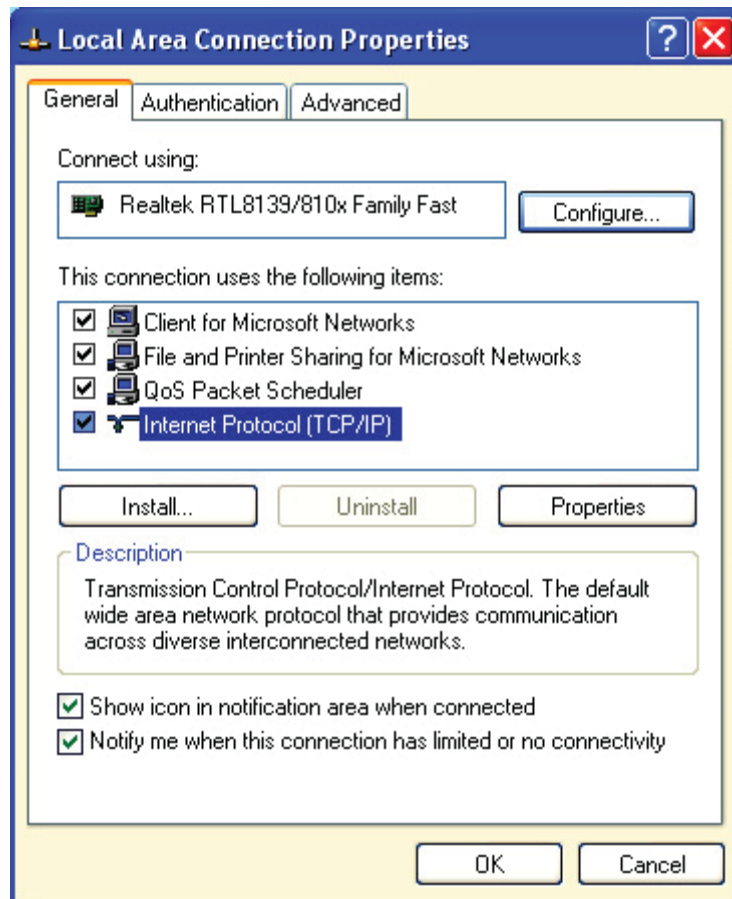 Local Area Connection Properties
General Authentication Advanced
Connect using:
Realtek RTL8139/810x Family Fast
Configure...
This connection uses the following items:
Client for Microsoft Networks
File and Printer Sharing for Microsoft Networks
QoS Packet Scheduler
Internet Protocol (TCP/IP)
Install... Uninstall Properties
Description
Transmission Control Protocol/Internet Protocol. The default
wide area network protocol that provides communication
across diverse interconnected networks.
Show icon in notification area when connected
Notify me when this connection has limited or no connectivity
OK Cancel